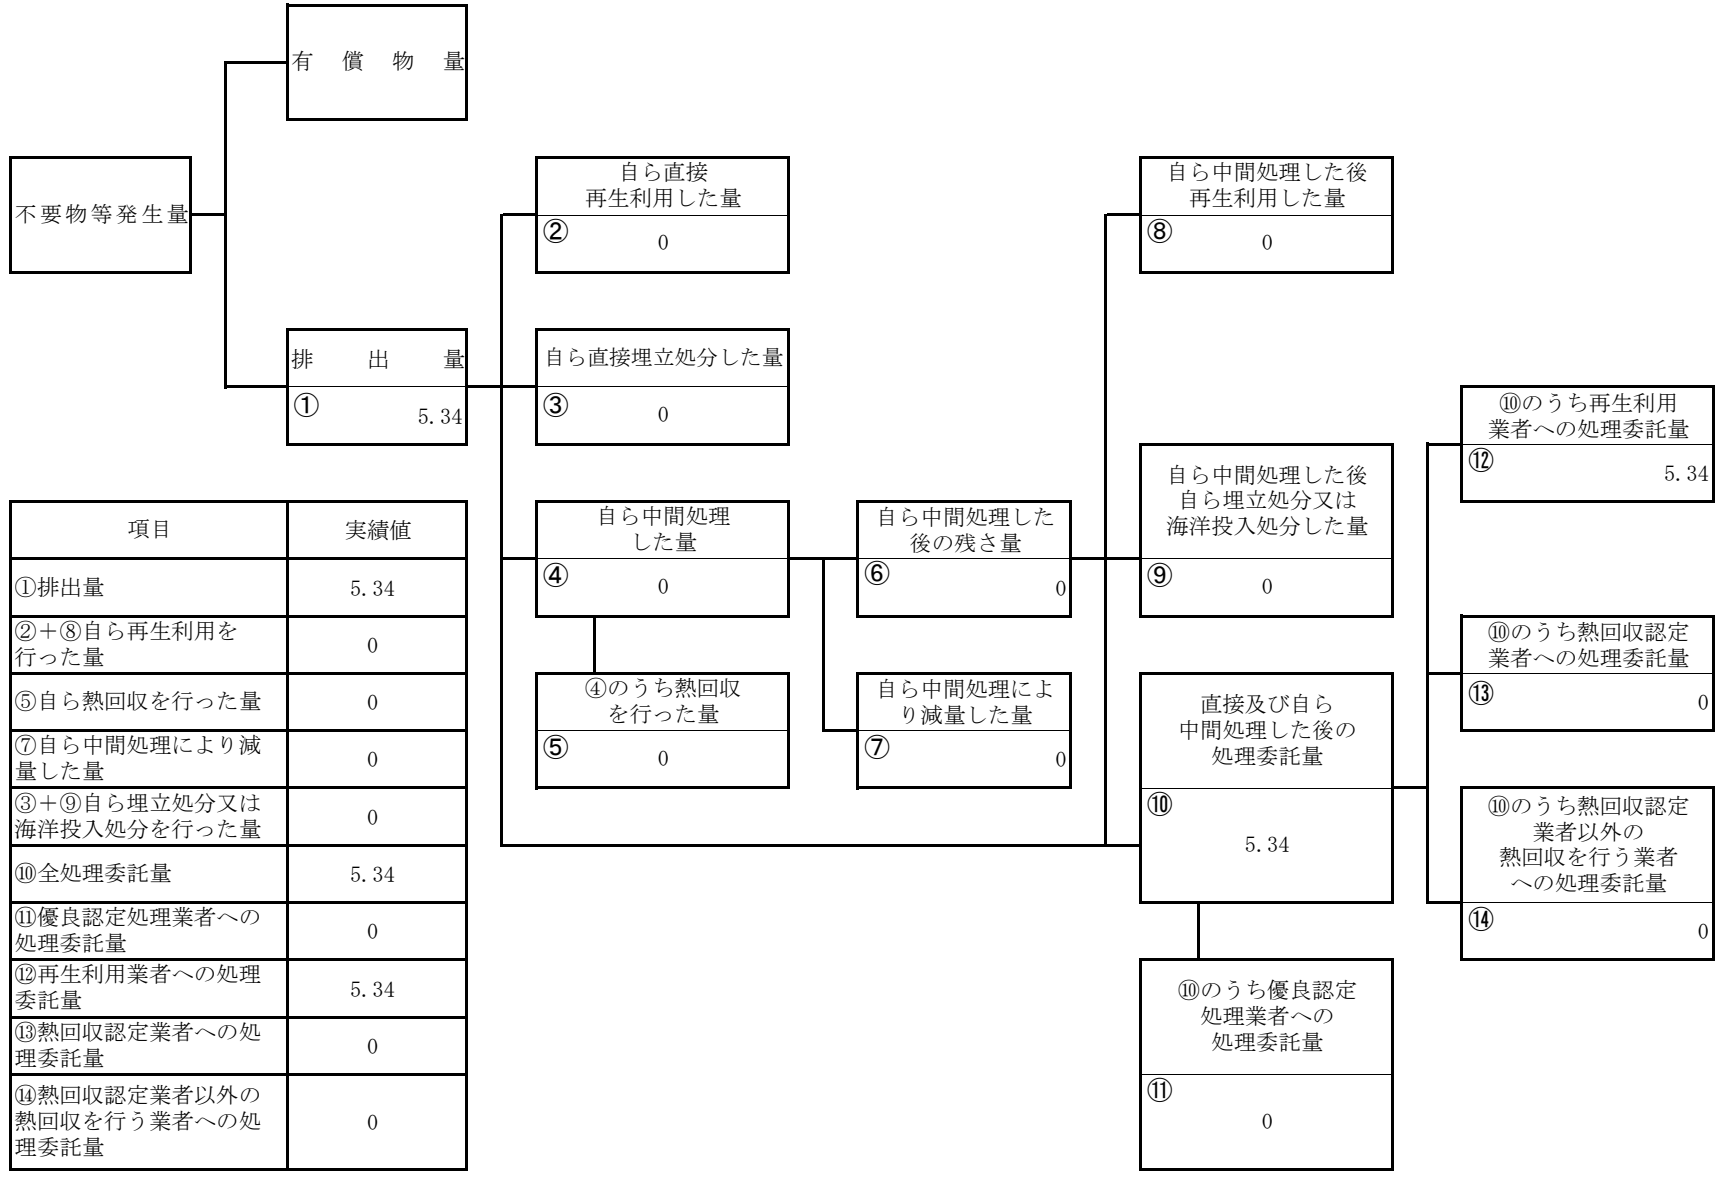 有償物量
不要物等発生量
自ら直接
再生利用した量
②
0
自ら中間処理した後
再生利用した量
⑧
0
排出量
①
5.34
自ら直接埋立処分した量
③
0
⑩のうち再生利用
業者への処理委託量
⑫
5.34
自ら中間処理した後
自ら埋立処分又は
海洋投入処分した量
⑨
0
自ら中間処理
した量
④
0
自ら中間処理した
後の残さ量
⑥
0
⑩のうち熱回収認定
業者への処理委託量
⑬
0
④のうち熱回収
を行った量
⑤
0
自ら中間処理によ
り減量した量
⑦
0
直接及び自ら
中間処理した後の
処理委託量
⑩
5.34
⑩のうち熱回収認定
業者以外の
熱回収を行う業者
への処理委託量
⑭
0
⑩のうち優良認定
処理業者への
処理委託量
⑪
0
項目 実績値
①排出量 5.34
②＋⑧自ら再生利用を
行った量
0
⑤自ら熱回収を行った量 0
⑦自ら中間処理により減
量した量
0
③＋⑨自ら埋立処分又は
海洋投入処分を行った量
0
⑩全処理委託量 5.34
⑪優良認定処理業者への
処理委託量
0
⑫再生利用業者への処理
委託量
5.34
⑬熱回収認定業者への処
理委託量
0
⑭熱回収認定業者以外の
熱回収を行う業者への処
理委託量
0